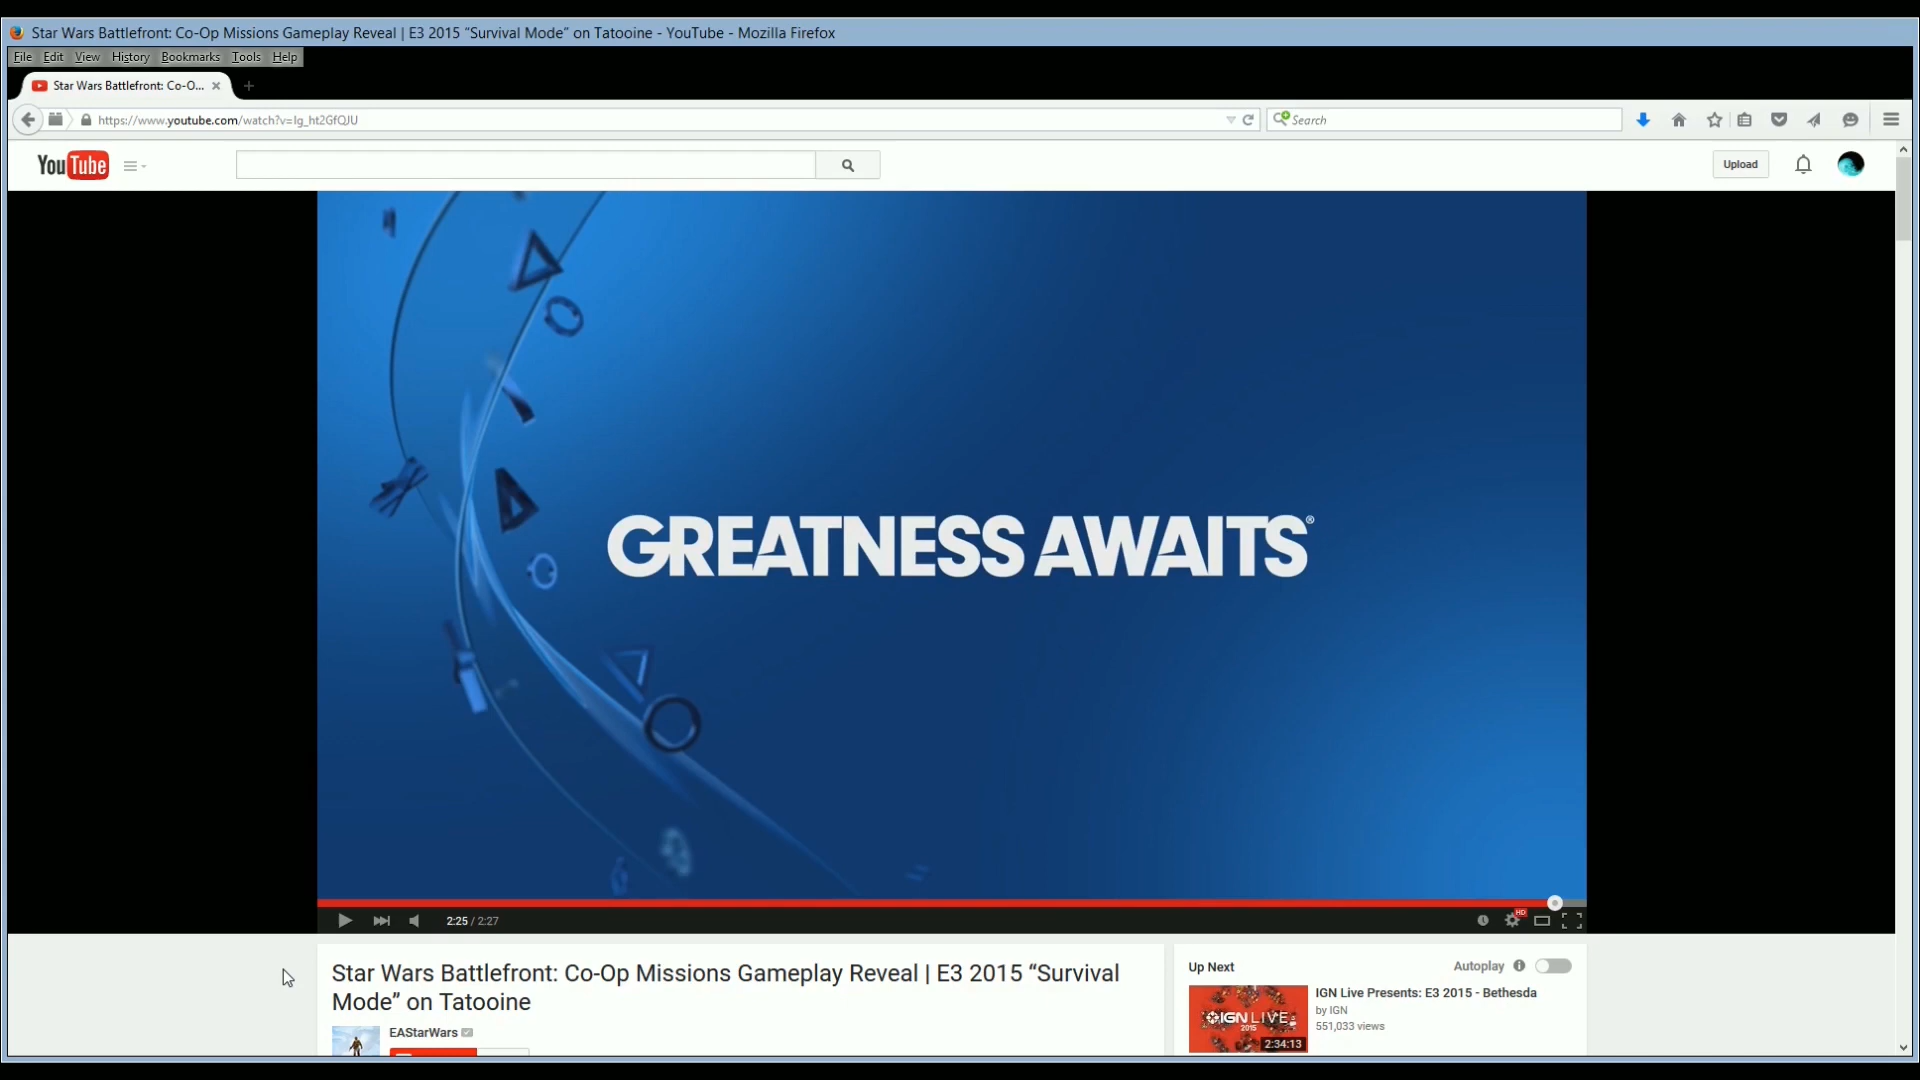 Star Wars Battlefront: Co-Op Missions Gameplay Reveal | E3 2015 “Survival Mode” on Tatooine - YouTube - Mozilla Firefox
File Edit View History Bookmarks Tools Help
Star Wars Battlefront: Co-O...
https://www.youtube.com/watch?v=Ig_ht2GfQJU
Search
YouTube
Upload
GREATNESS AWAITS®
2:25 / 2:27
HD
Star Wars Battlefront: Co-Op Missions Gameplay Reveal | E3 2015 “Survival
Mode” on Tatooine
EAStarWars
Up Next
Autoplay
IGN LIVE
2015
2:34:13
IGN Live Presents: E3 2015 - Bethesda
by IGN
551,033 views